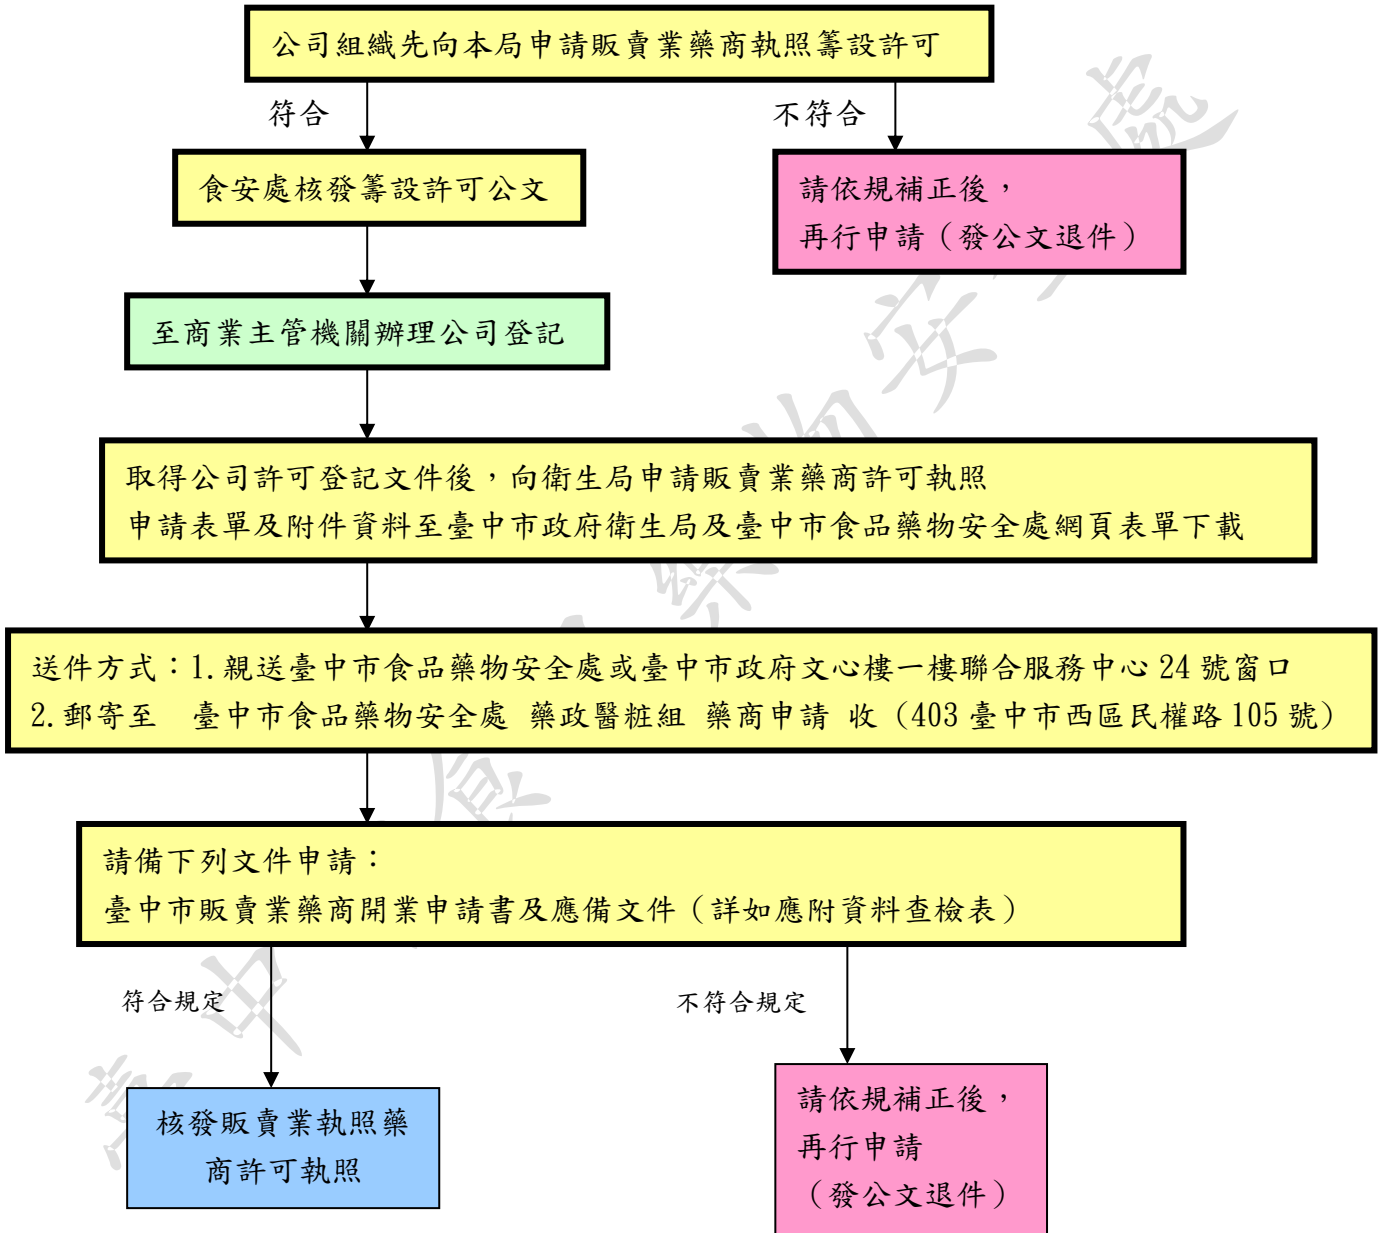 公司組織先向本局申請販賣業藥商執照籌設許可
符合
不符合
食安處核發籌設許可公文
請依規補正後，
再行申請（發公文退件）
至商業主管機關辦理公司登記
取得公司許可登記文件後，向衛生局申請販賣業藥商許可執照
申請表單及附件資料至臺中市政府衛生局及臺中市食品藥物安全處網頁表單下載
送件方式：1.親送臺中市食品藥物安全處或臺中市政府文心樓一樓聯合服務中心 24 號窗口
2.郵寄至　臺中市食品藥物安全處 藥政醫粧組 藥商申請 收（403 臺中市西區民權路 105 號）
請備下列文件申請：
臺中市販賣業藥商開業申請書及應備文件（詳如應附資料查檢表）
符合規定
不符合規定
核發販賣業執照藥
商許可執照
請依規補正後，
再行申請
（發公文退件）